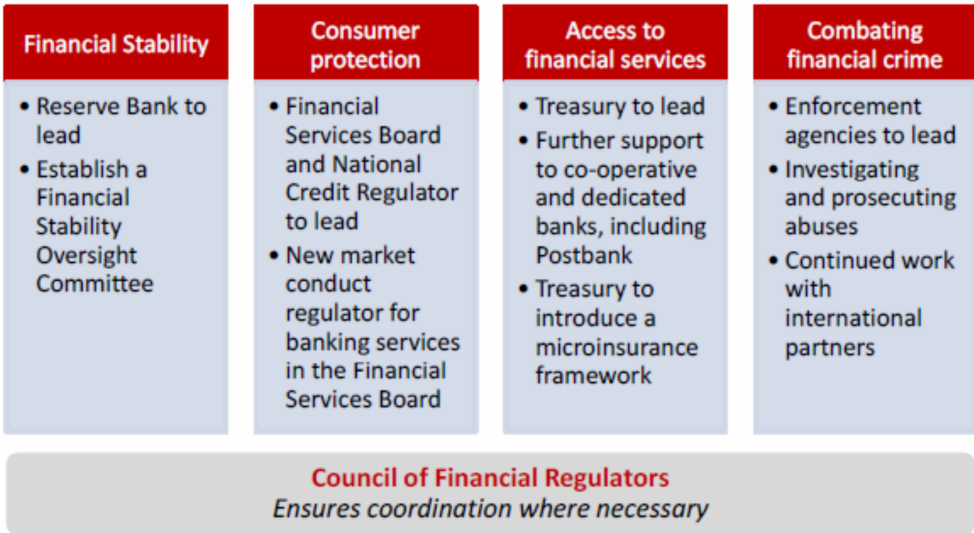 Financial Stability
• Reserve Bank to
lead
• Establish a
Financial
Stability
Oversight
Committee
Consumer
protection
• Financial
Services Board
and National
Credit Regulator
to lead
• New market
conduct
regulator for
banking services
in the Financial
Services Board
Access to
financial services
• Treasury to lead
• Further support
to co-operative
and dedicated
banks, including
Postbank
• Treasury to
introduce a
microinsurance
framework
Combating
financial crime
• Enforcement
agencies to lead
• Investigating
and prosecuting
abuses
• Continued work
with
international
partners
Council of Financial Regulators
Ensures coordination where necessary